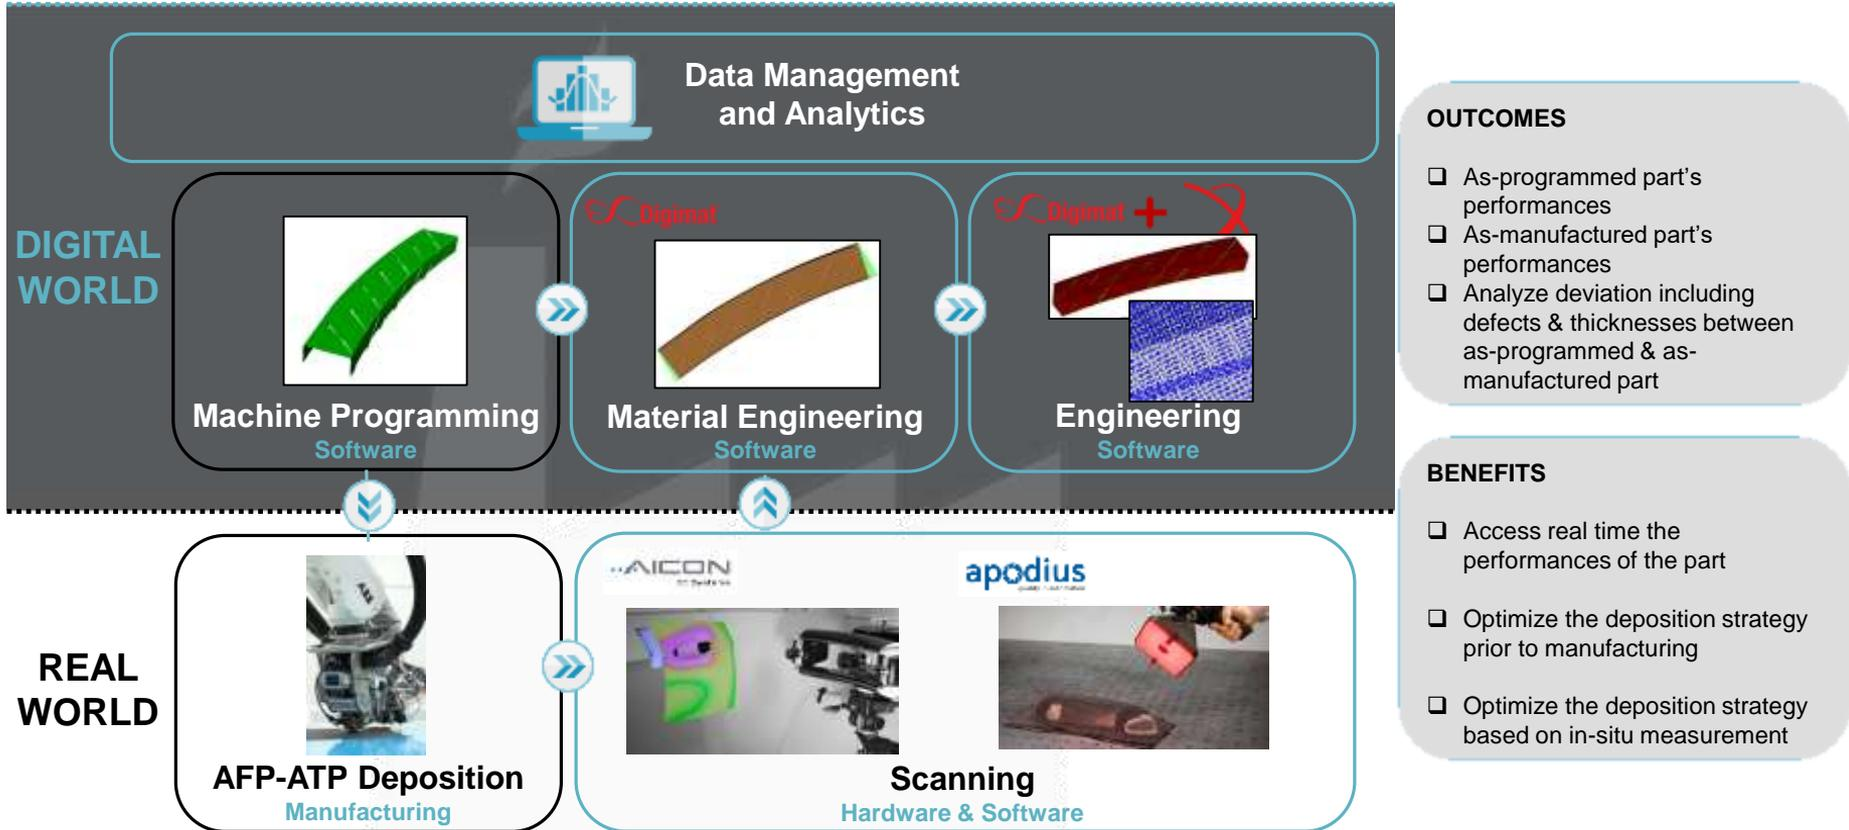 Data Management
and Analytics
DIGITAL
WORLD
Machine Programming
Software
Digimat
Material Engineering
Software
Digimat +
Engineering
Software
REAL
WORLD
AFP-ATP Deposition
Manufacturing
AICON
apodius
Scanning
Hardware & Software
OUTCOMES
As-programmed part's
performances
As-manufactured part's
performances
Analyze deviation including
defects & thicknesses between
as-programmed & as-
manufactured part
BENEFITS
Access real time the
performances of the part
Optimize the deposition strategy
prior to manufacturing
Optimize the deposition strategy
based on in-situ measurement